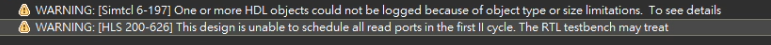 WARNING: [Simtcl 6-197] One or more HDL objects could not be logged because of object type or size limitations.  To see details
WARNING: [HLS 200-626] This design is unable to schedule all read ports in the first II cycle. The RTL testbench may treat